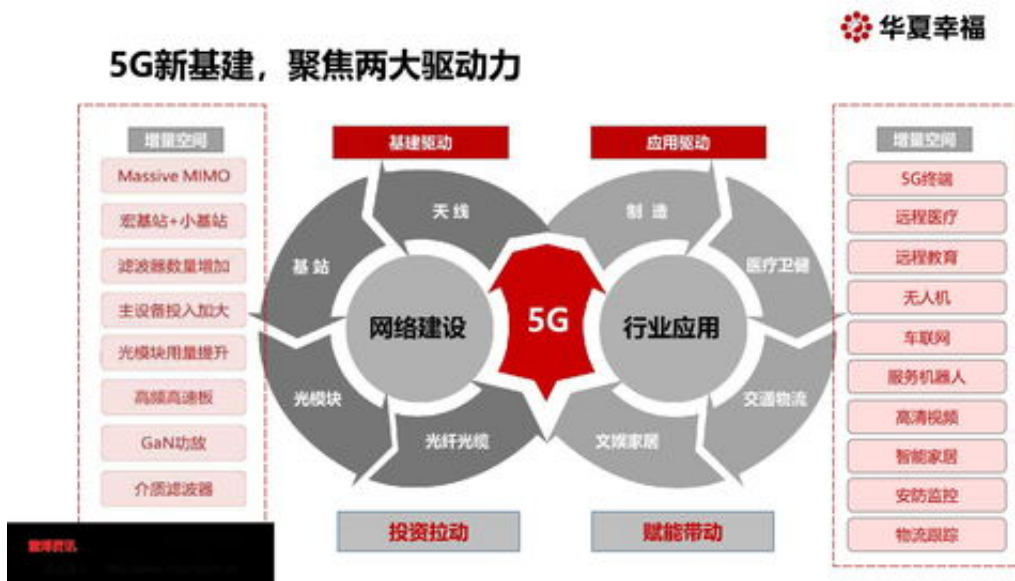 华夏幸福
5G新基建，聚焦两大驱动力
增量空间
Massive MIMO
宏基站+小基站
滤波器数量增加
主设备投入加大
光模块用量提升
高频高速板
GaN功放
介质滤波器
基建驱动
天线
基站
网络建设
光模块
光纤光缆
投资拉动
5G
应用驱动
制造
医疗卫健
行业应用
交通物流
文娱家居
赋能带动
增量空间
5G终端
远程医疗
远程教育
无人机
车联网
服务机器人
高清视频
智能家居
安防监控
物流跟踪